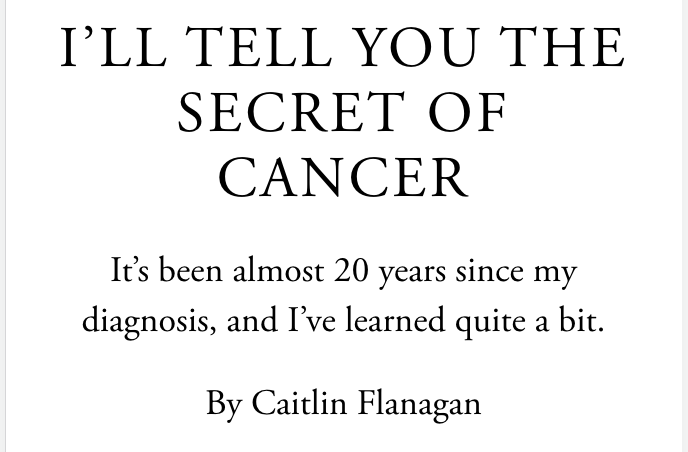 I’LL TELL YOU THE
SECRET OF
CANCER
It’s been almost 20 years since my
diagnosis, and I’ve learned quite a bit.
By Caitlin Flanagan